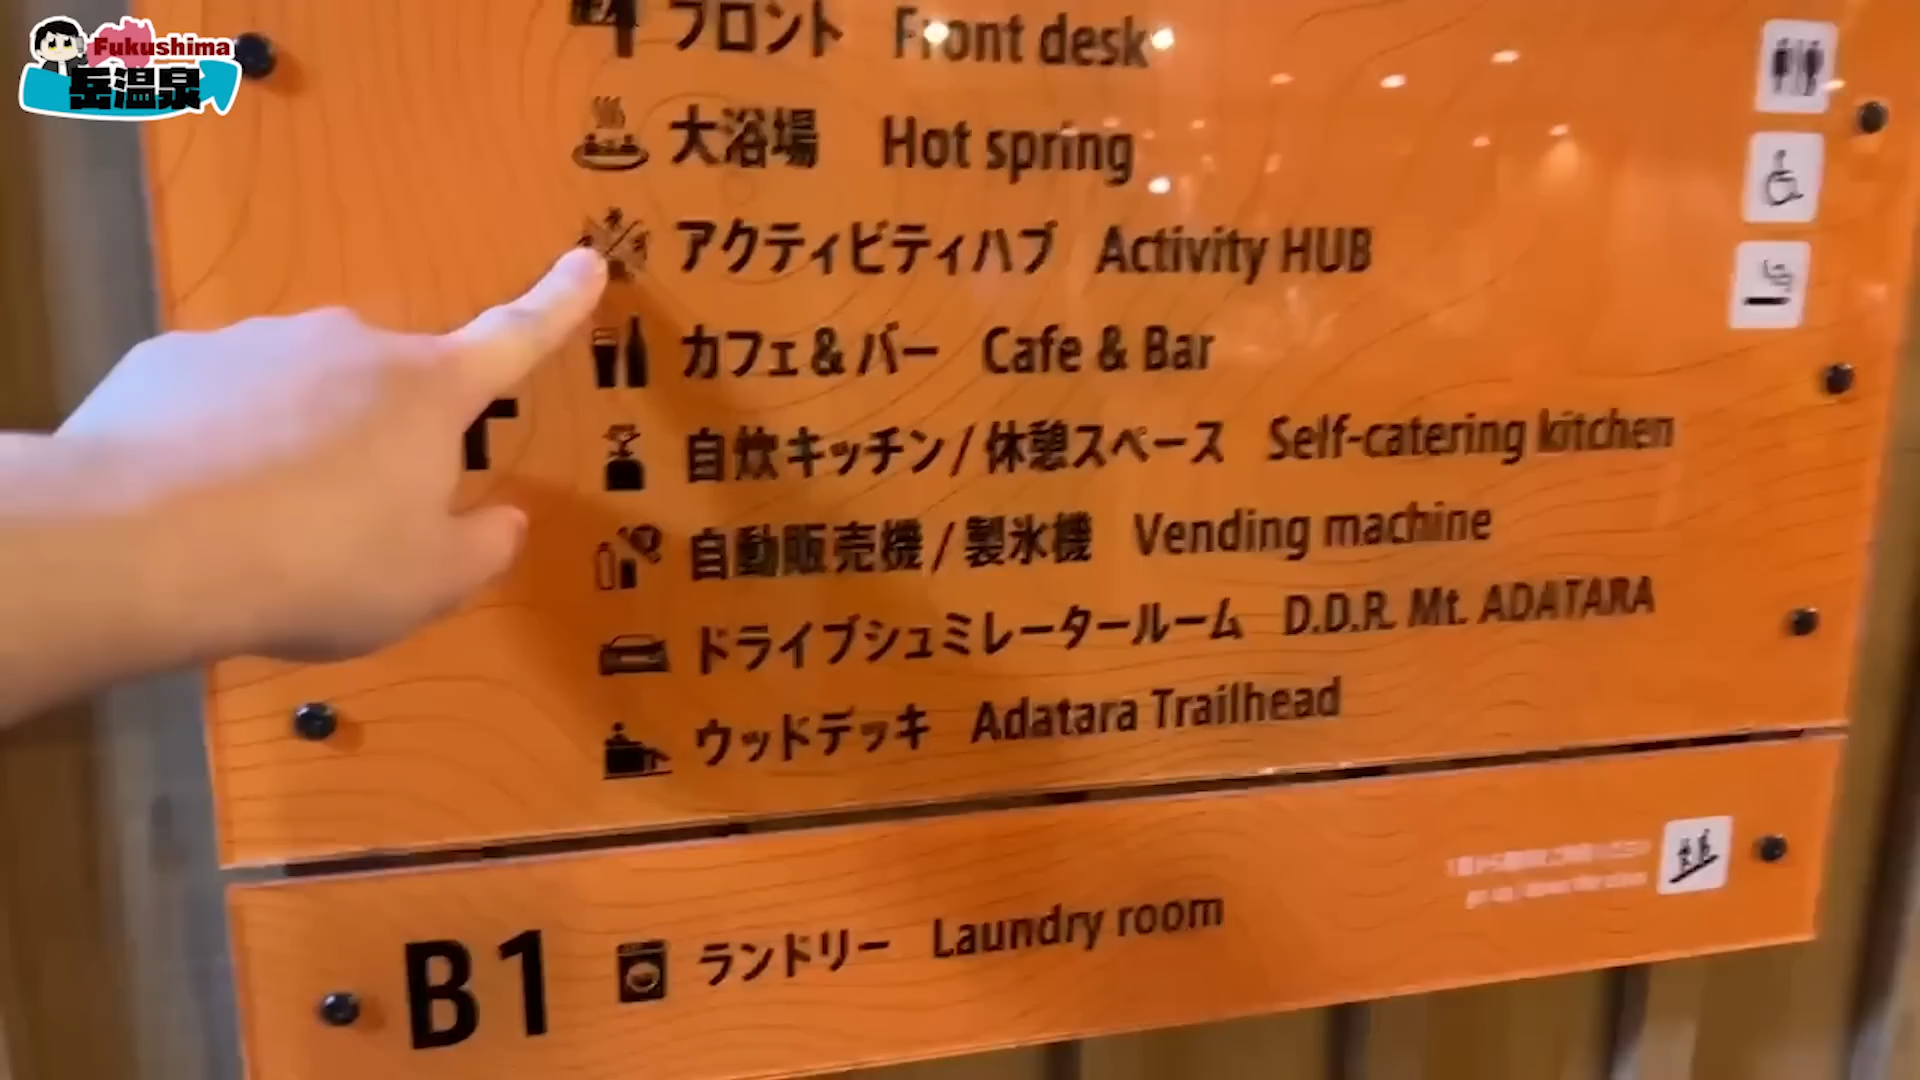 Fukushima
岳温泉
フロント Front desk
大浴場 Hot spring
アクティビティハブ Activity HUB
カフェ&バー Cafe & Bar
自炊キッチン/休憩スペース Self-catering kitchen
自動販売機/製氷機 Vending machine
ドライブシュミレータールーム D.D.R. Mt. ADATARA
ウッドデッキ Adatara Trailhead
B1 ランドリー Laundry room